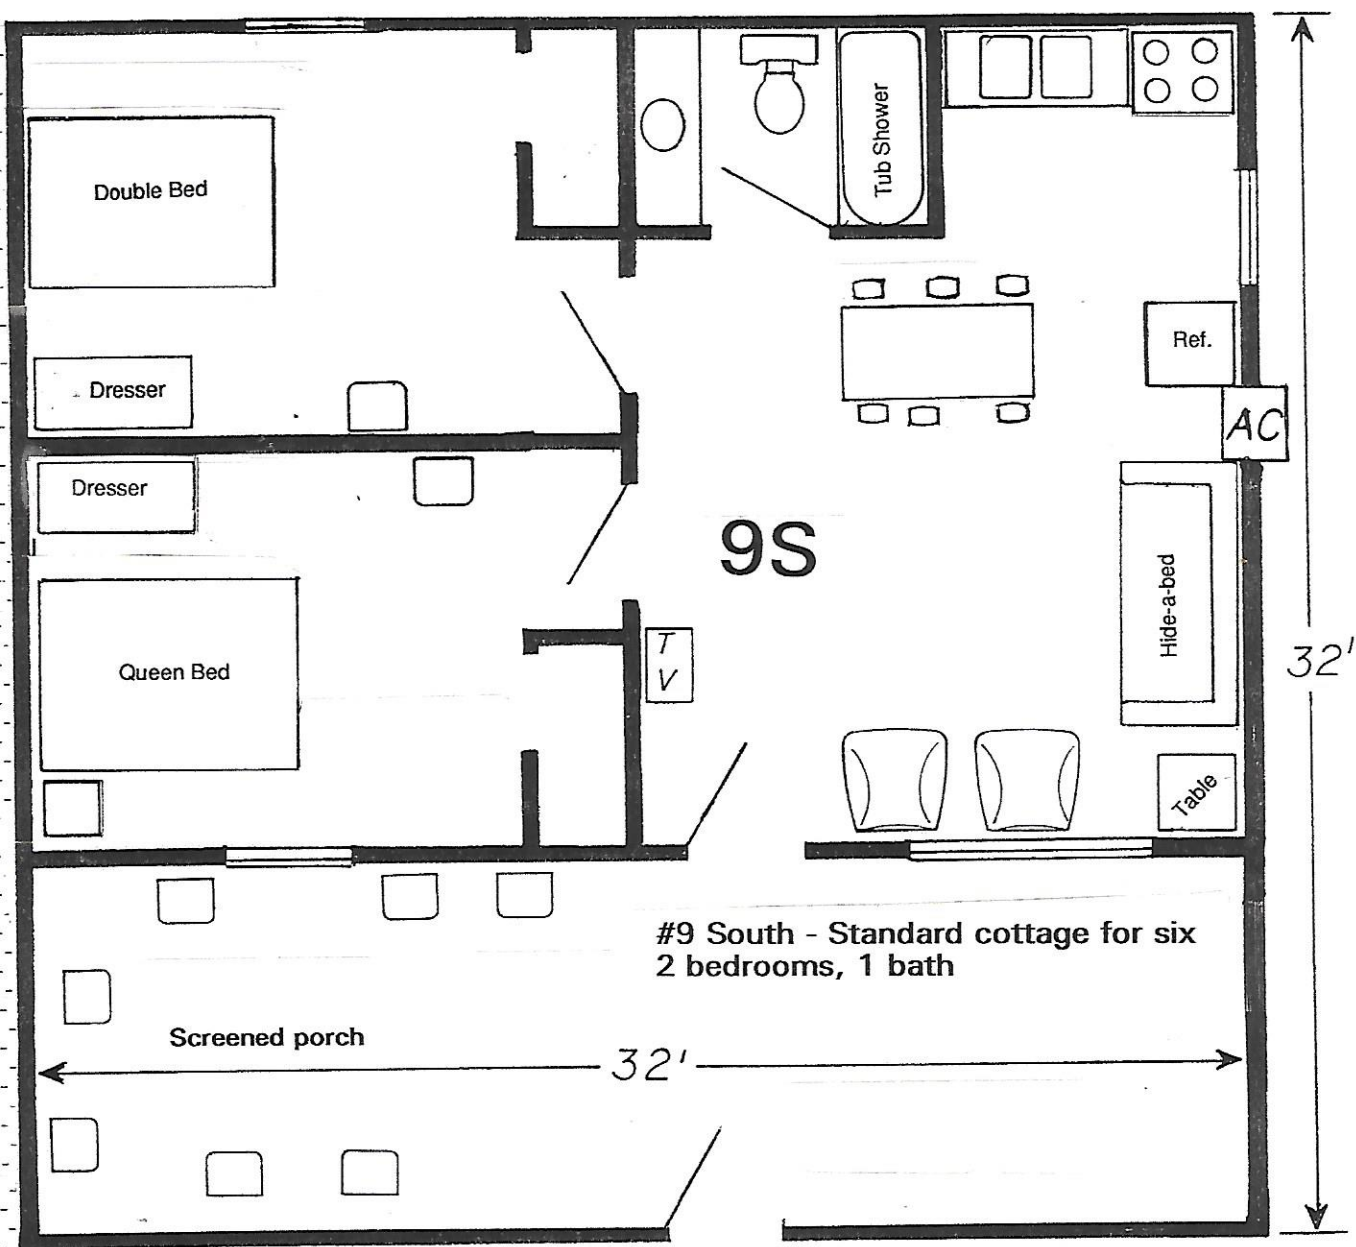 Double Bed
Tub Shower
Dresser
Ref.
AC
Dresser
9S
Hide-a-bed
Queen Bed
T
V
32'
Table
#9 South - Standard cottage for six
2 bedrooms, 1 bath
Screened porch
32'